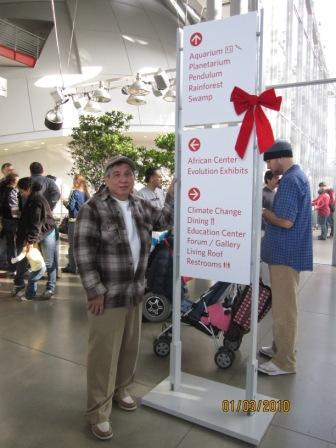 Aquarium
Planetarium
Pendulum
Rainforest
Swamp
African Center
Evolution Exhibits
Climate Change
Dining
Education Center
Forum / Gallery
Living Roof
Restrooms
01/03/2010